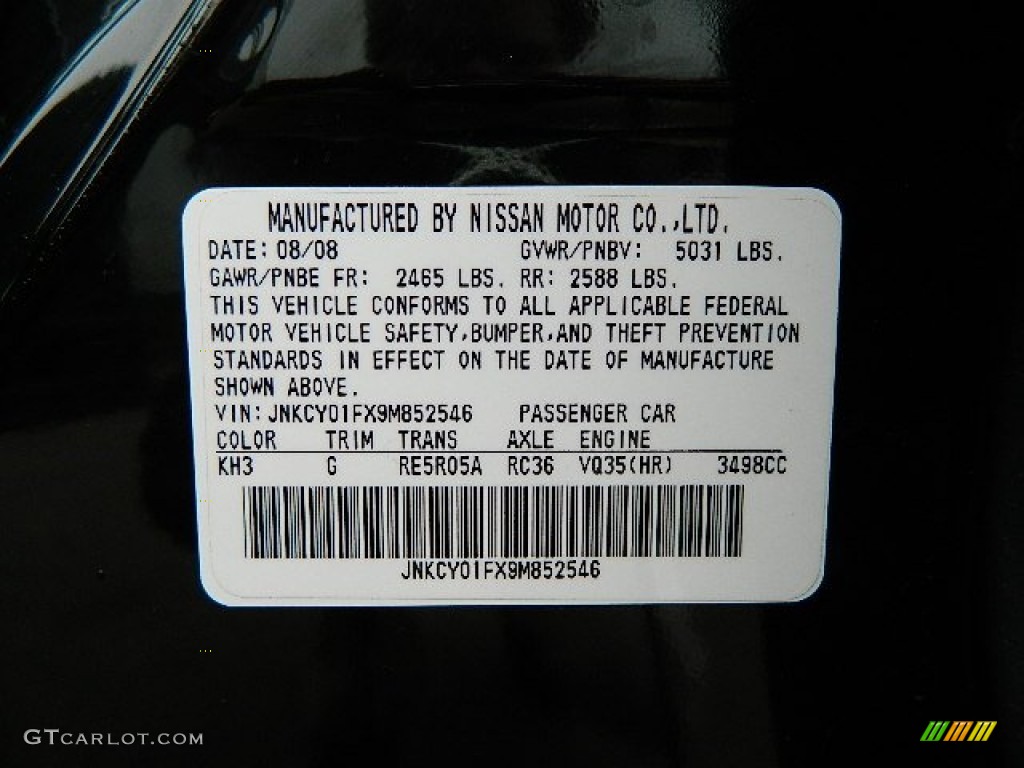 MANUFACTURED BY NISSAN MOTOR CO.,LTD.
DATE: 08/08 GVWR/PNBV: 5031 LBS.
GAWR/PNBE FR: 2465 LBS. RR: 2588 LBS.
THIS VEHICLE CONFORMS TO ALL APPLICABLE FEDERAL
MOTOR VEHICLE SAFETY,BUMPER,AND THEFT PREVENTION
STANDARDS IN EFFECT ON THE DATE OF MANUFACTURE
SHOWN ABOVE.
VIN: JNKCY01FX9M852546 PASSENGER CAR
COLOR TRIM TRANS AXLE ENGINE
KH3 G RE5R05A RC36 VQ35(HR) 3498CC
JNKCY01FX9M852546
GTCARLOT.COM